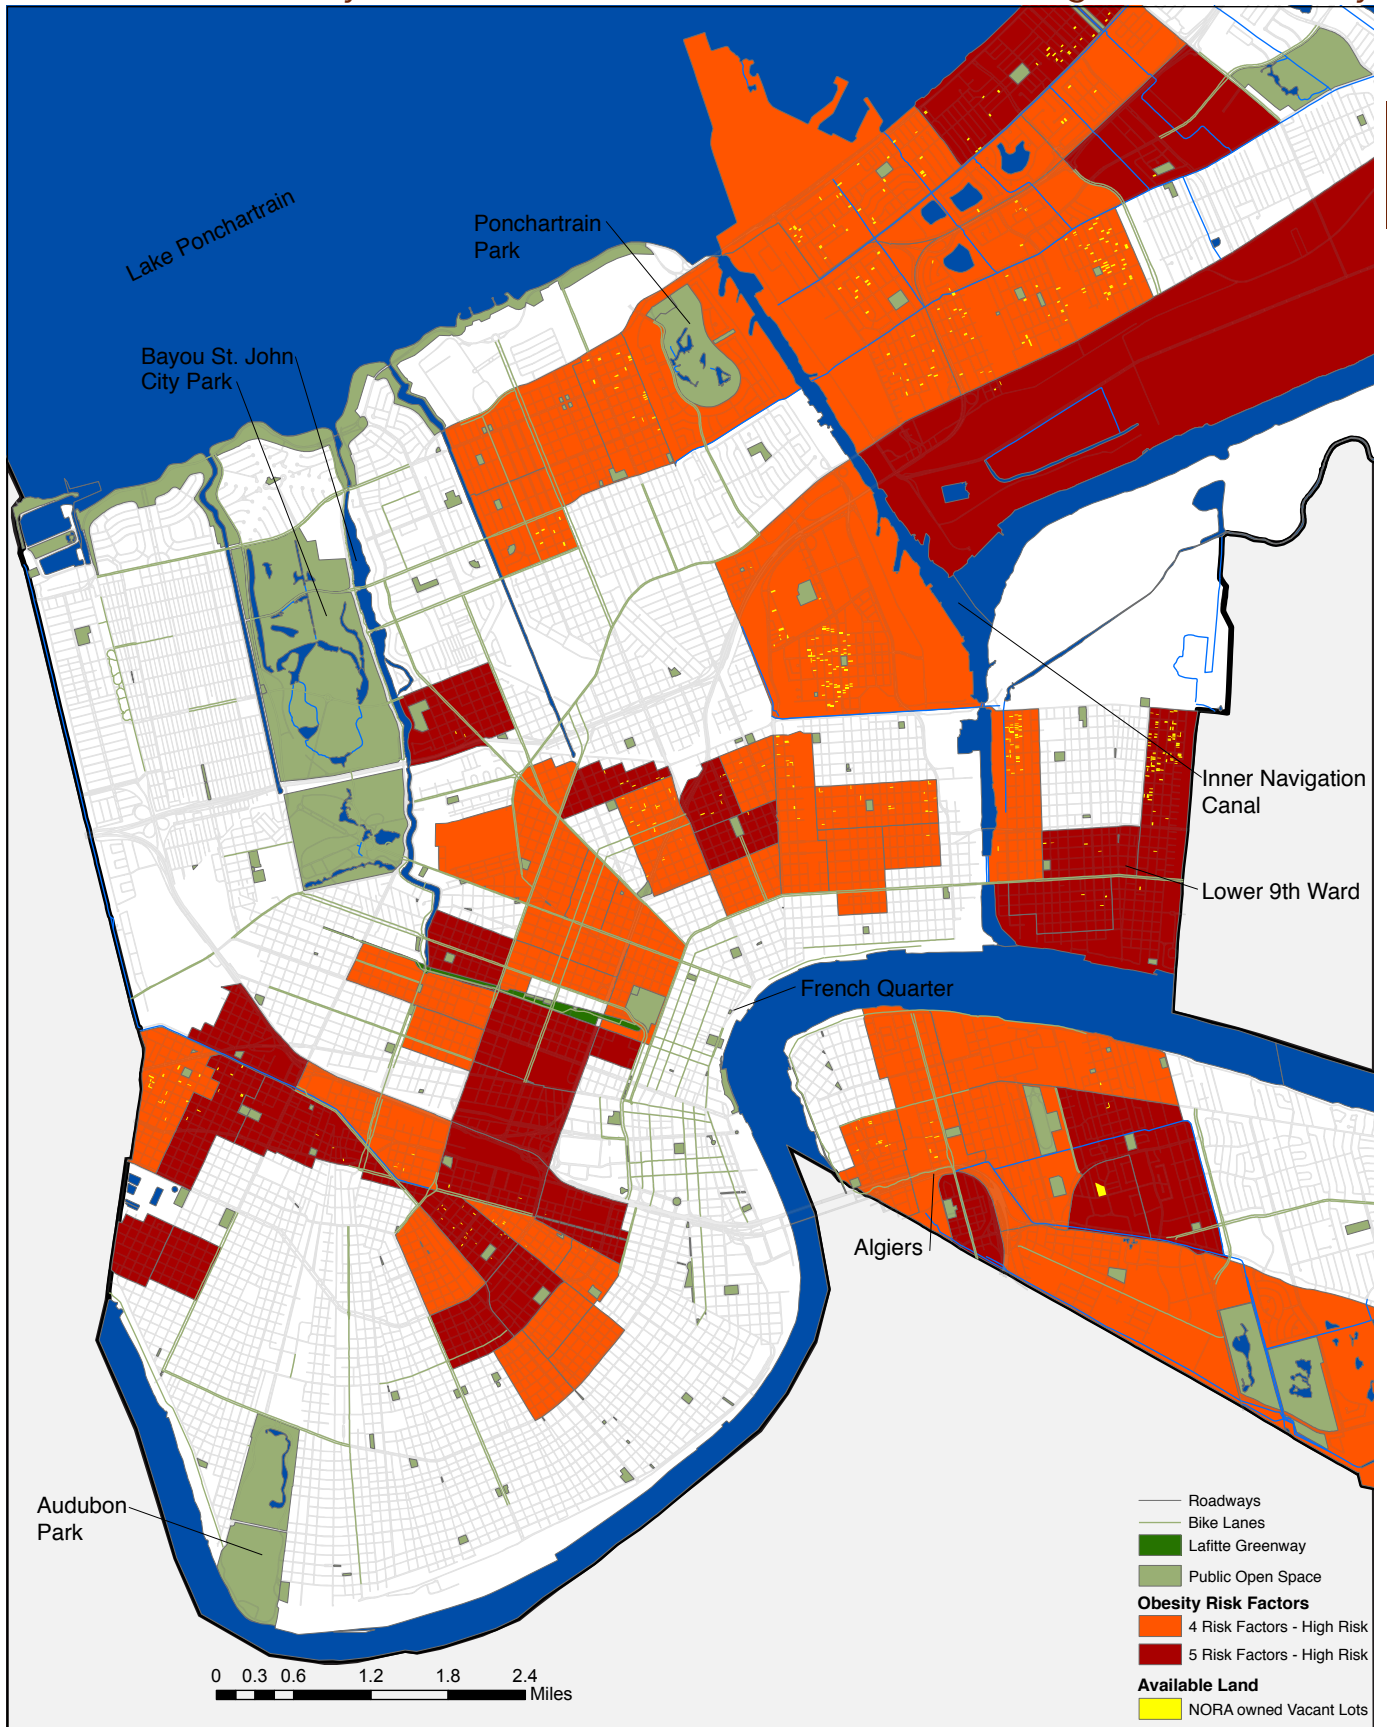 Lake Ponchartrain
Ponchartrain
Park
Bayou St. John
City Park
Inner Navigation
Canal
Lower 9th Ward
French Quarter
Algiers
Audubon
Park
Roadways
Bike Lanes
Lafitte Greenway
Public Open Space
Obesity Risk Factors
4 Risk Factors - High Risk
5 Risk Factors - High Risk
Available Land
NORA owned Vacant Lots
0 0.3 0.6 1.2 1.8 2.4
Miles